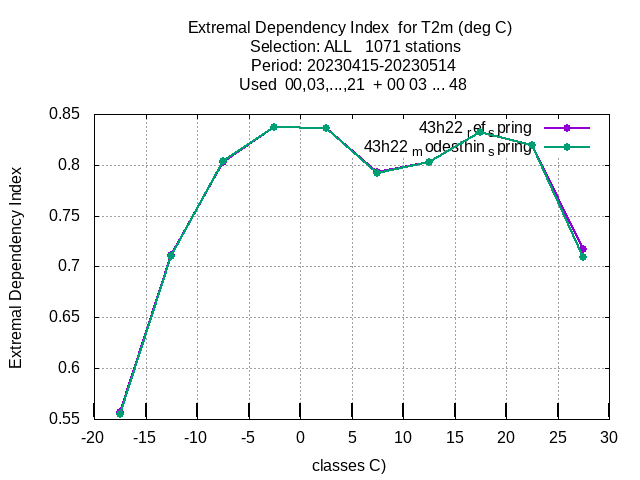 Extremal Dependency Index  for T2m (deg C)
Selection: ALL   1071 stations
Period: 20230415-20230514
Used  00,03,...,21  + 00 03 ... 48
0.85
0.8
0.75
0.7
0.65
0.6
0.55
-20 -15 -10 -5 0 5 10 15 20 25 30
Extremal Dependency Index
classes C)
43h22_ref_spring
43h22_modesthin_spring